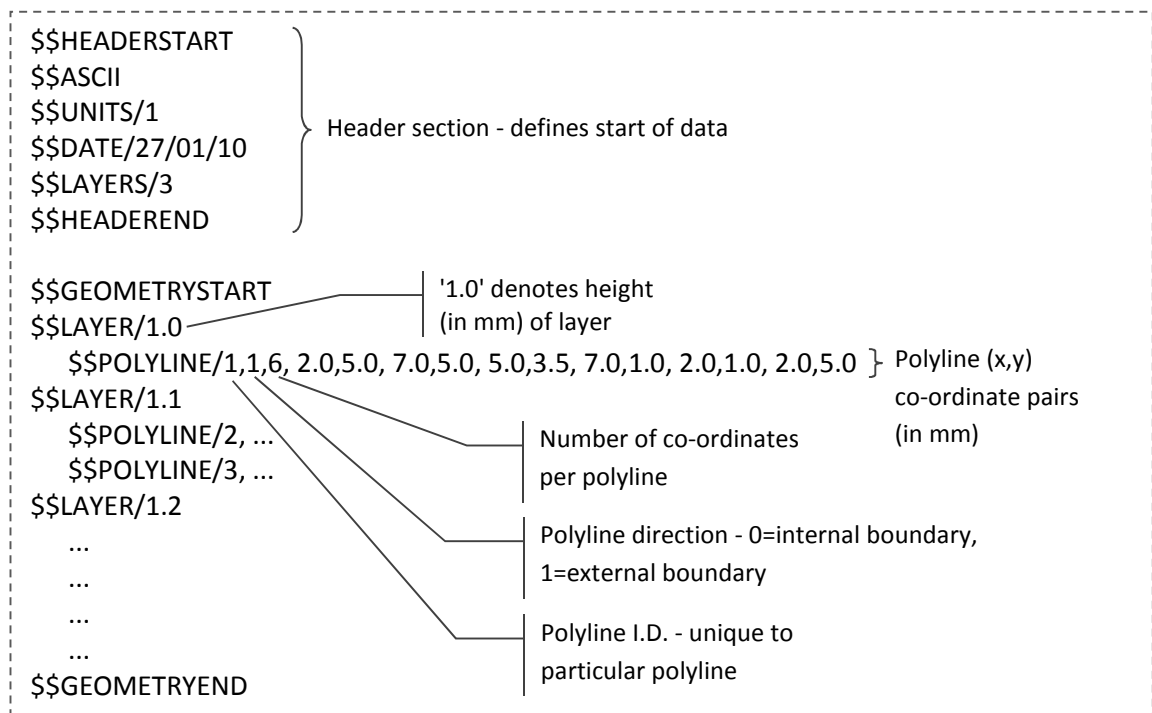 $$HEADERSTART
$$ASCII
$$UNITS/1
$$DATE/27/01/10
$$LAYERS/3
$$HEADEREND
Header section - defines start of data
$$GEOMETRYSTART
$$LAYER/1.0
'1.0' denotes height
(in mm) of layer
$$POLYLINE/1,1,6, 2.0,5.0, 7.0,5.0, 5.0,3.5, 7.0,1.0, 2.0,1.0, 2.0,5.0
Polyline (x,y)
co-ordinate pairs
(in mm)
$$LAYER/1.1
$$POLYLINE/2, ...
$$POLYLINE/3, ...
$$LAYER/1.2
...
...
...
...
$$GEOMETRYEND
Number of co-ordinates
per polyline
Polyline direction - 0=internal boundary,
1=external boundary
Polyline I.D. - unique to
particular polyline